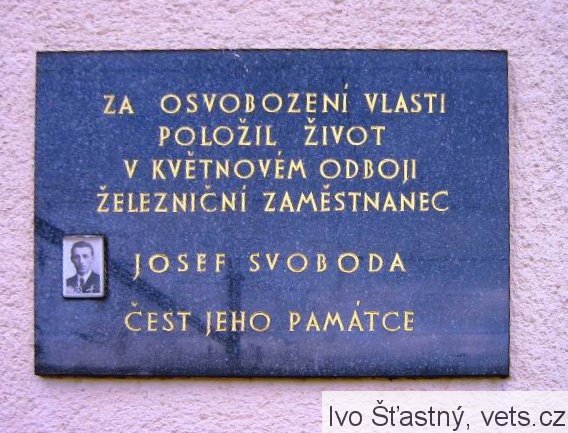 ZA OSVOBOZENÍ VLASTI
POLOŽIL ŽIVOT
V KVĚTNOVÉM ODBOJI
ŽELEZNIČNÍ ZAMĚSTNANEC
JOSEF SVOBODA
ČEST JEHO PAMÁTCE
Ivo Šťastný, vets.cz